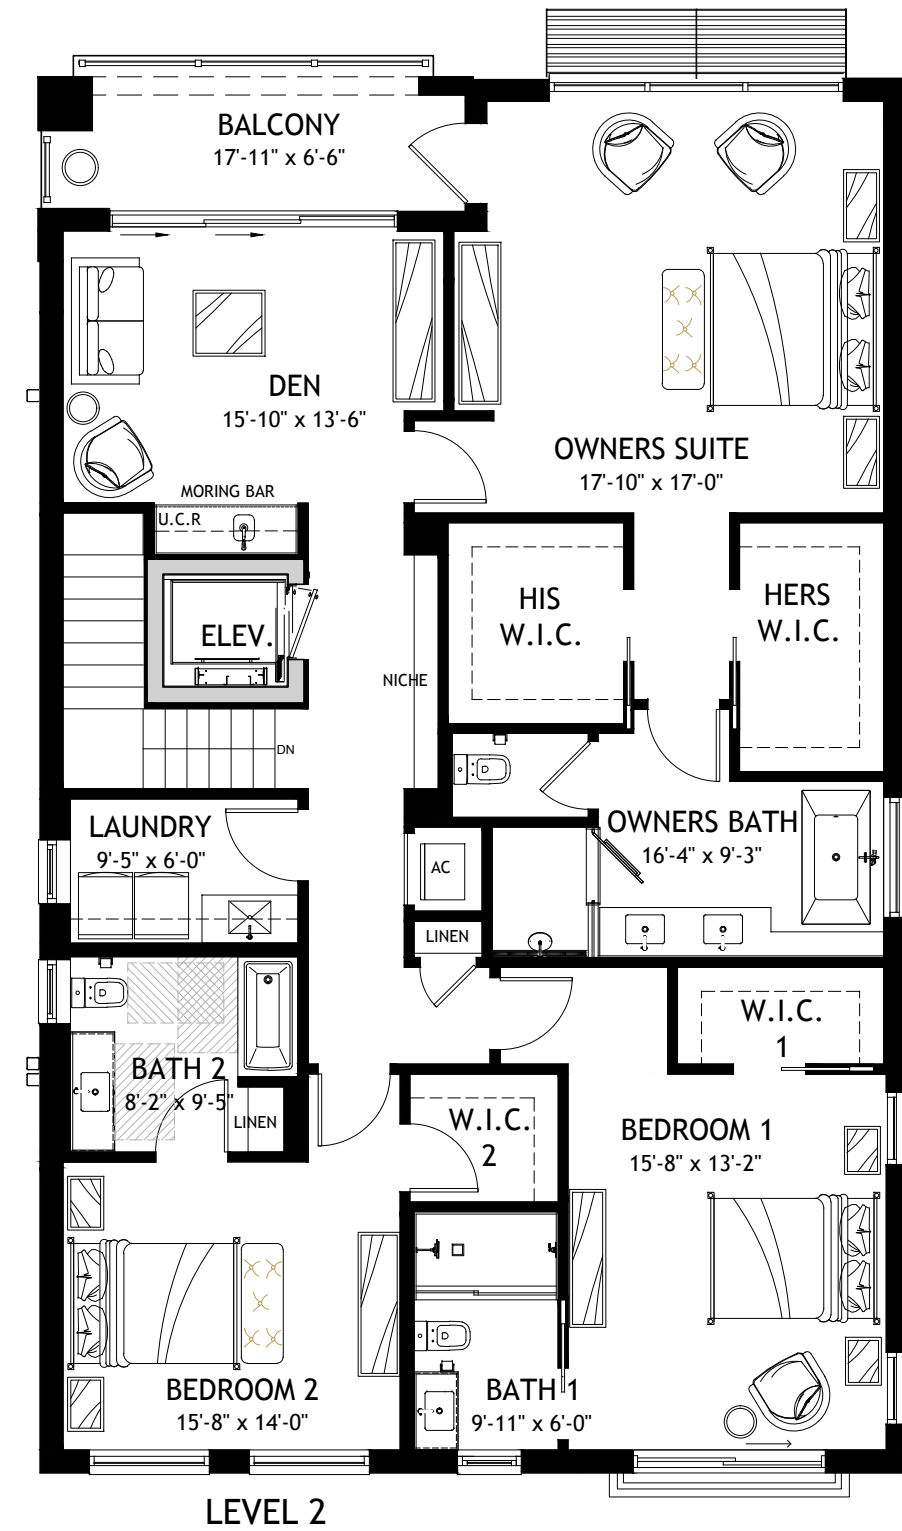 BALCONY
17'-11" x 6'-6"
DEN
15'-10" x 13'-6"
OWNERS SUITE
17'-10" x 17'-0"
MORING BAR
U.C.R
ELEV.
HIS
W.I.C.
HERS
W.I.C.
NICHE
DN
LAUNDRY
9'-5" x 6'-0"
OWNERS BATH
16'-4" x 9'-3"
AC
LINEN
W.I.C.
1
BATH 2
8'-2" x 9'-5"
LINEN
W.I.C.
2
BEDROOM 1
15'-8" x 13'-2"
BEDROOM 2
15'-8" x 14'-0"
BATH 1
9'-11" x 6'-0"
LEVEL 2